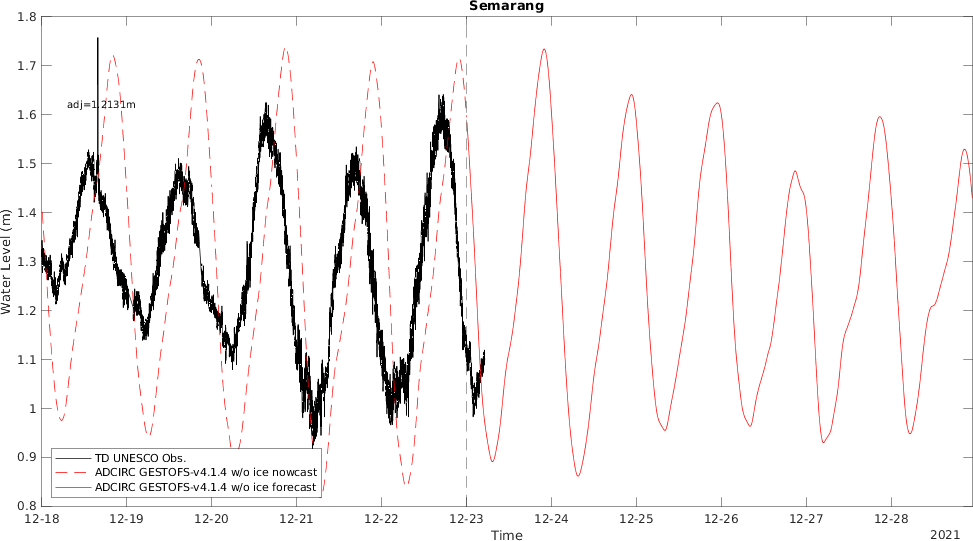 Semarang
Water Level (m)
1.8
1.7
1.6
1.5
1.4
1.3
1.2
1.1
1
0.9
0.8
adj=1.2131m
TD UNESCO Obs.
ADCIRC GESTOFS-v4.1.4 w/o ice nowcast
ADCIRC GESTOFS-v4.1.4 w/o ice forecast
12-18 12-19 12-20 12-21 12-22 12-23 12-24 12-25 12-26 12-27 12-28
Time
2021